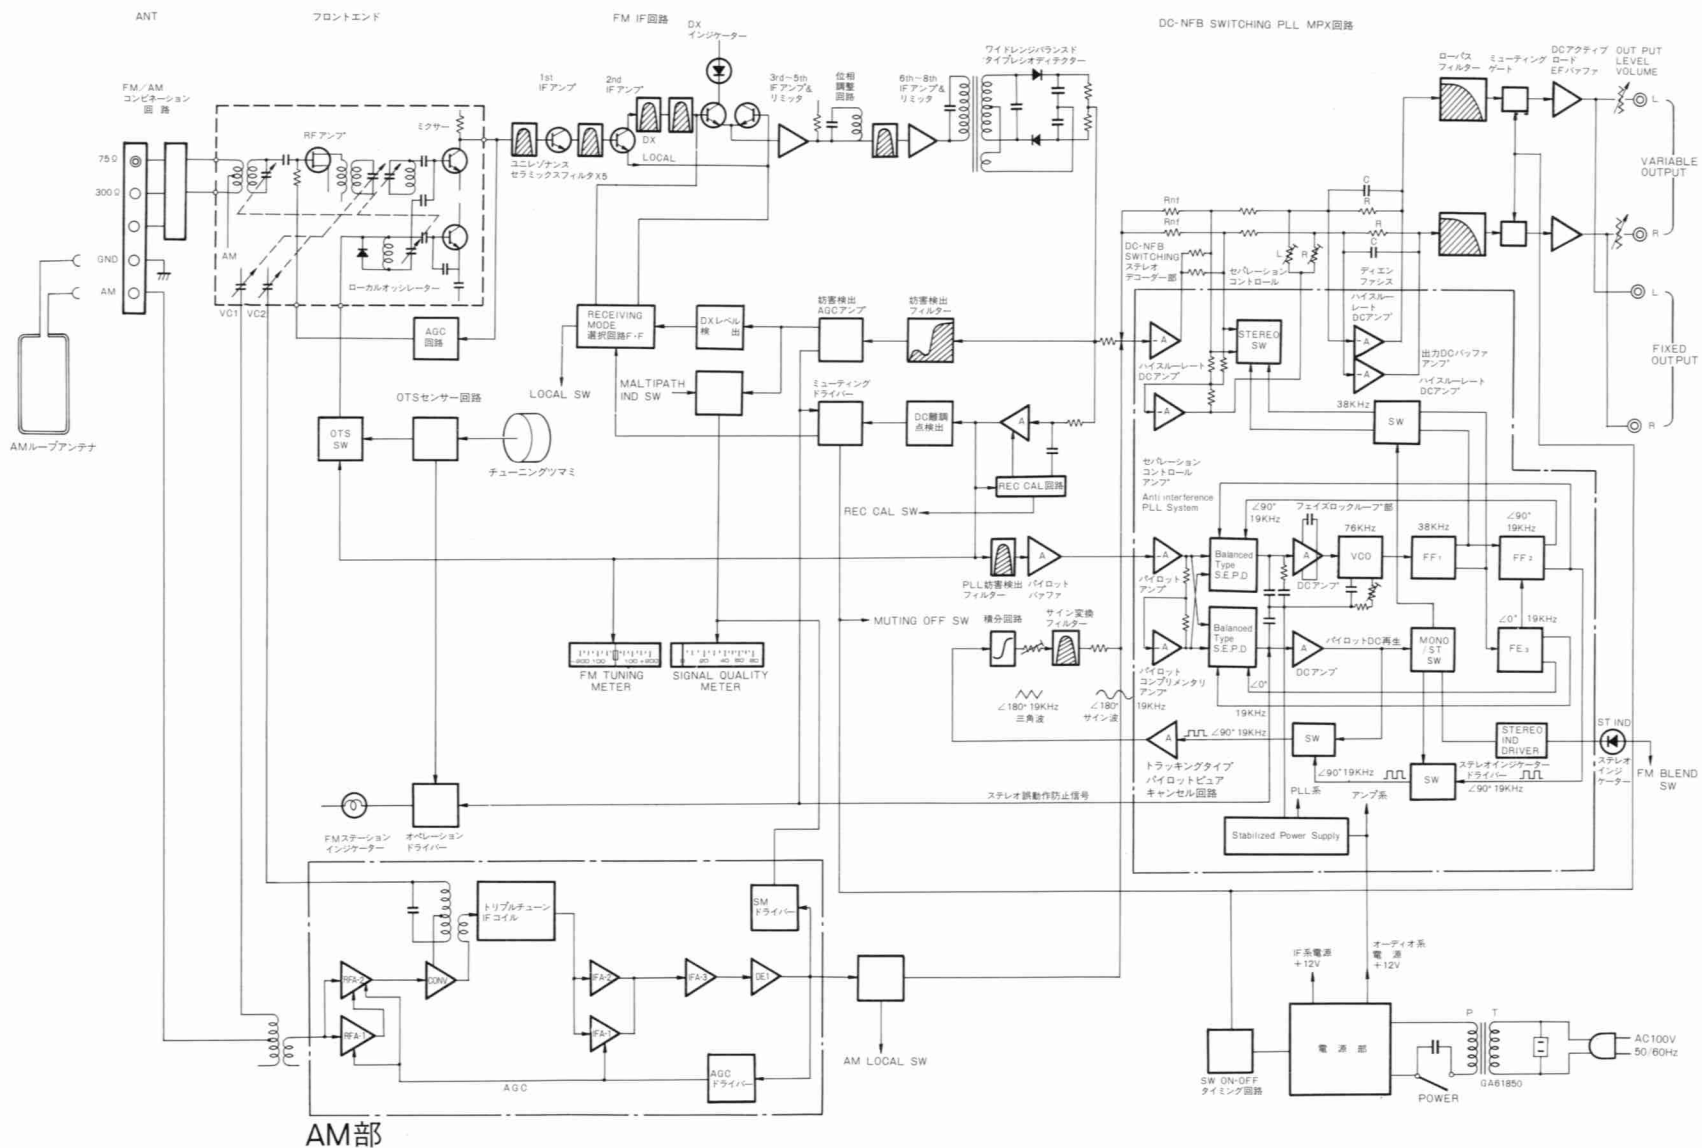 ANT
フロントエンド
FM IF回路
DX
インジケーター
DC-NFB SWITCHING PLL MPX回路
FM/AM
コンビネーション
回路
75Ω
300Ω
GND
AM
AMループアンテナ
RFアンプ
ミクサー
AM
VC1
VC2
ローカルオッシレーター
AGC
回路
1st
IFアンプ
2nd
IFアンプ
ユニレゾナンス
セラミックスフィルタX5
DX
LOCAL
3rd~5th
IFアンプ&
リミッタ
位相
調整
回路
6th~8th
IFアンプ&
リミッタ
ワイドレンジバランスド
タイプレシオディテクター
ローパス
フィルター
ミューティング
ゲート
DCアクティブ
ロード
EFバッファ
OUT PUT
LEVEL
VOLUME
L
R
VARIABLE
OUTPUT
L
R
FIXED
OUTPUT
Rnf
Rnf
C
R
R
C
DC-NFB
SWITCHING
ステレオ
デコーダー部
セパレーション
コントロール
L
R
ディエン
ファシス
ハイスルーレート
DCアンプ
-A
STEREO
SW
-A
-A
出力DCバッファ
アンプ
ハイスルーレート
DCアンプ
ハイスルーレート
DCアンプ
-A
38KHz
SW
RECEIVING
MODE
選択回路F・F
DXレベル
検出
妨害検出
AGCアンプ
妨害検出
フィルター
LOCAL SW
MALTIPATH
IND SW
ミューティング
ドライバー
DC離調
点検出
A
REC CAL回路
REC CAL SW
OTSセンサー回路
OTS
SW
チューニングツマミ
セパレーション
コントロール
アンプ
Anti interference
PLL System
PLL妨害検出
フィルター
A
パイロット
バッファ
-A
パイロット
アンプ
-A
パイロット
コンプリメンタリ
アンプ
Balanced
Type
S.E.P.D
Balanced
Type
S.E.P.D
∠90°
19KHz
フェイズロックループ部
A
DCアンプ
76KHz
VCO
38KHz
FF1
∠90°
19KHz
FF2
∠0° 19KHz
FE3
A
DCアンプ
パイロットDC再生
MONO
/ST
SW
∠0°
19KHz
MUTING OFF SW
積分回路
サイン変換
フィルター
∠180° 19KHz
三角波
∠180° 19KHz
サイン波
-200 100 100 +200
FM TUNING
METER
0 20 40 60 80
SIGNAL QUALITY
METER
A
∠90° 19KHz
SW
トラッキングタイプ
パイロットピュア
キャンセル回路
∠90° 19KHz
SW
STEREO
IND
DRIVER
ステレオインジケーター
ドライバー
∠90° 19KHz
ST IND
ステレオ
インジ
ケーター
FM BLEND
SW
PLL系
アンプ系
Stabilized Power Supply
ステレオ誤動作防止信号
FMステーション
インジケーター
オペレーション
ドライバー
トリプルチューン
IFコイル
SM
ドライバー
RFA-2
RFA-1
CONV
IFA-2
IFA-1
IFA-3
DE1
AGC
AGC
ドライバー
AM部
AM LOCAL SW
IF系電源
+12V
オーディオ系
電源
+12V
SW ON-OFF
タイミング回路
電源部
P T
GA61850
POWER
AC100V
50/60Hz